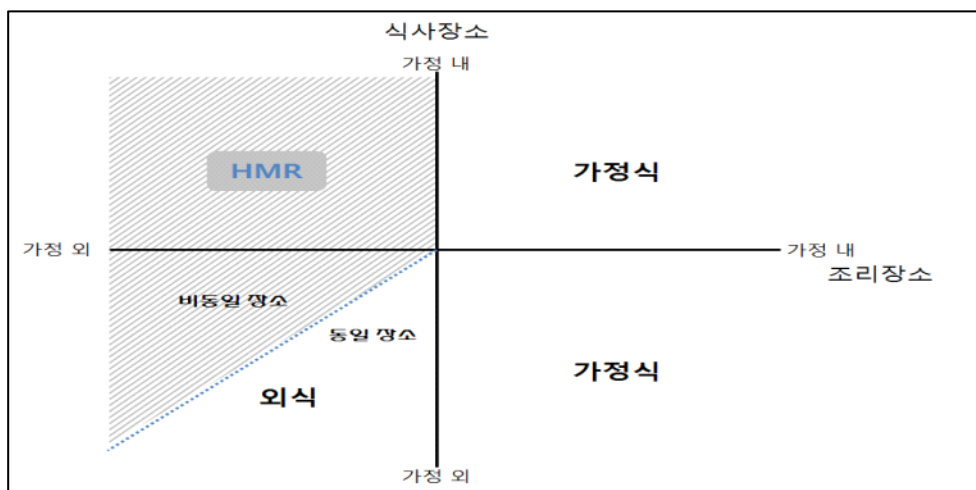 식사장소
가정 내
HMR
가정식
가정 외
가정 내
조리장소
비동일 장소
동일 장소
외식
가정식
가정 외